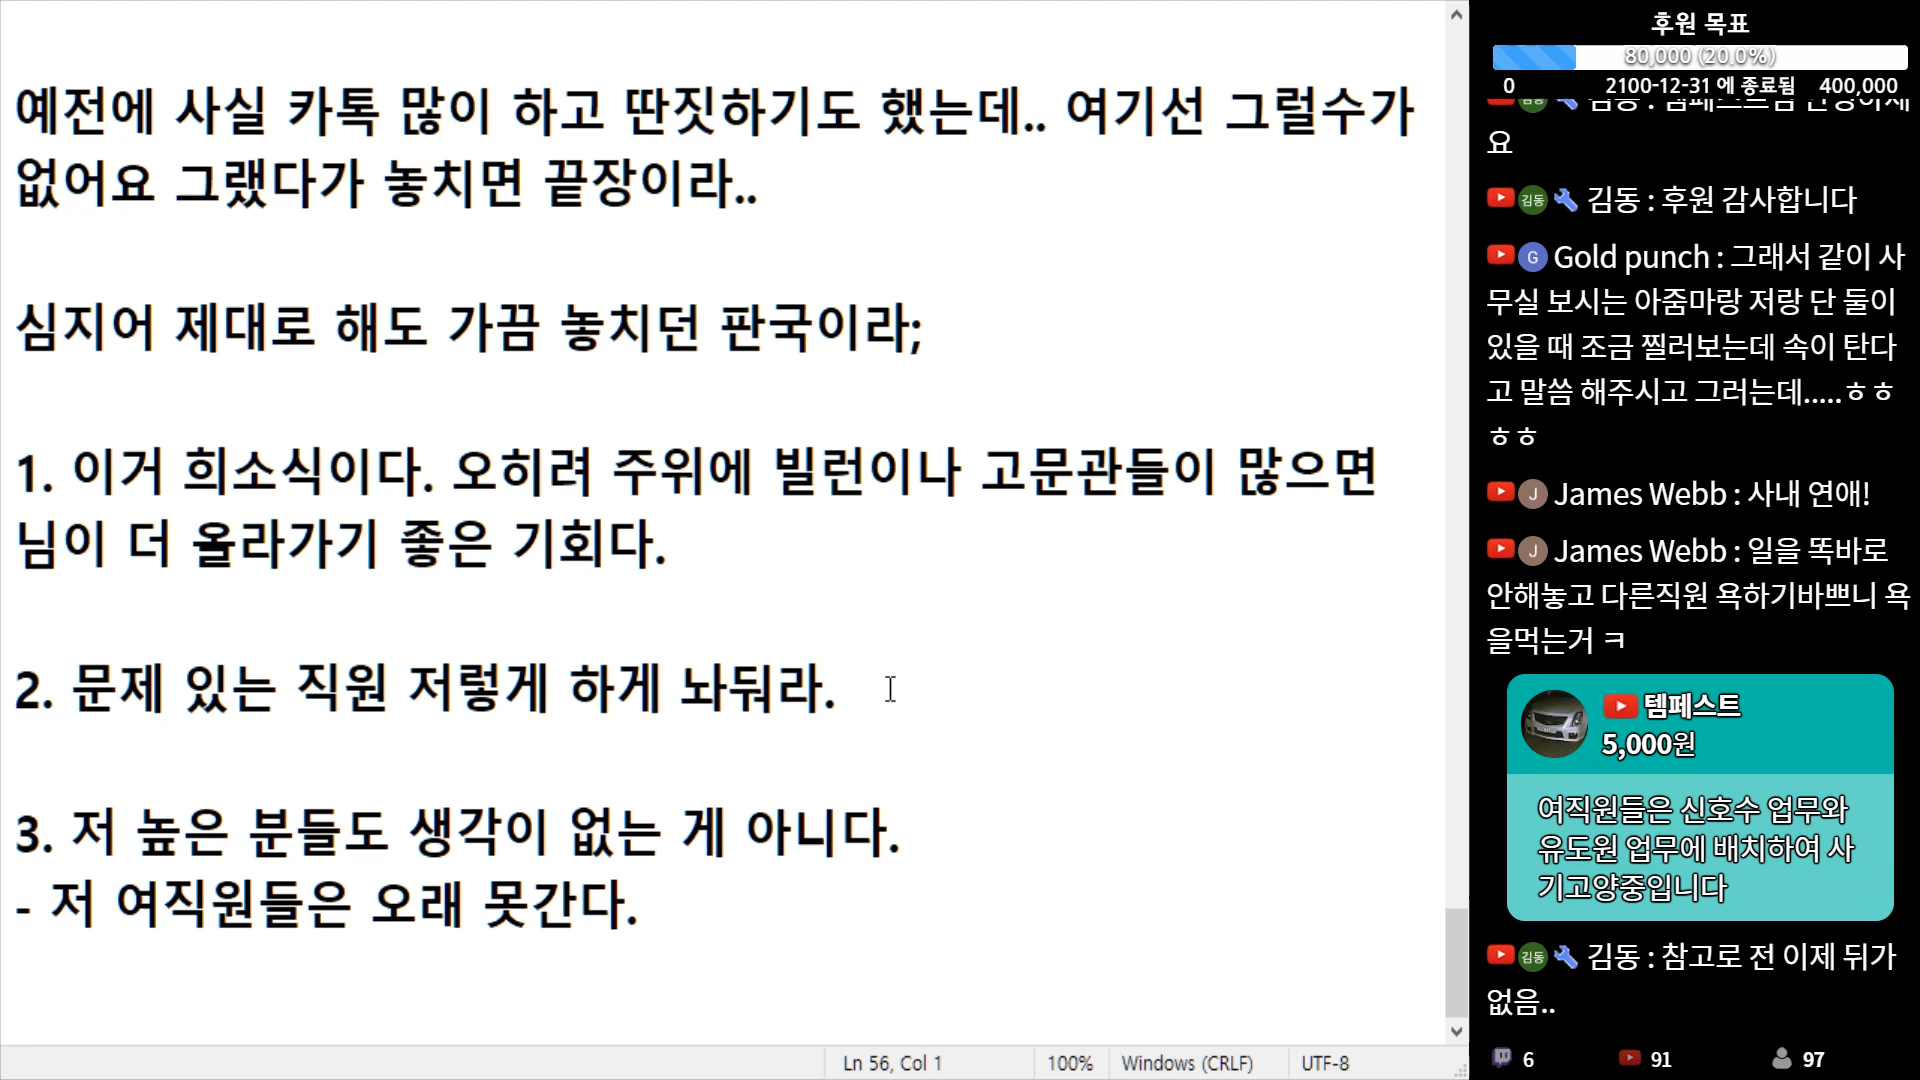 예전에 사실 카톡 많이 하고 딴짓하기도 했는데.. 여기선 그럴수가
없어요 그랬다가 놓치면 끝장이라..
심지어 제대로 해도 가끔 놓치던 판국이라;
1. 이거 희소식이다. 오히려 주위에 빌런이나 고문관들이 많으면
님이 더 올라가기 좋은 기회다.
2. 문제 있는 직원 저렇게 하게 놔둬라.
3. 저 높은 분들도 생각이 없는 게 아니다.
- 저 여직원들은 오래 못간다.
Ln 56, Col 1
100%
Windows (CRLF)
UTF-8
후원 목표
80,000 (20.0%)
0 2100-12-31 에 종료됨 400,000
요
김동 김동 : 후원 감사합니다
G Gold punch : 그래서 같이 사
무실 보시는 아줌마랑 저랑 단 둘이
있을 때 조금 찔러보는데 속이 탄다
고 말씀 해주시고 그러는데.....ㅎㅎ
ㅎㅎ
J James Webb : 사내 연애!
J James Webb : 일을 똑바로
안해놓고 다른직원 욕하기바쁘니 욕
을먹는거 ㅋ
템페스트
5,000원
여직원들은 신호수 업무와
유도원 업무에 배치하여 사
기고양중입니다
김동 김동 : 참고로 전 이제 뒤가
없음..
6 91 97